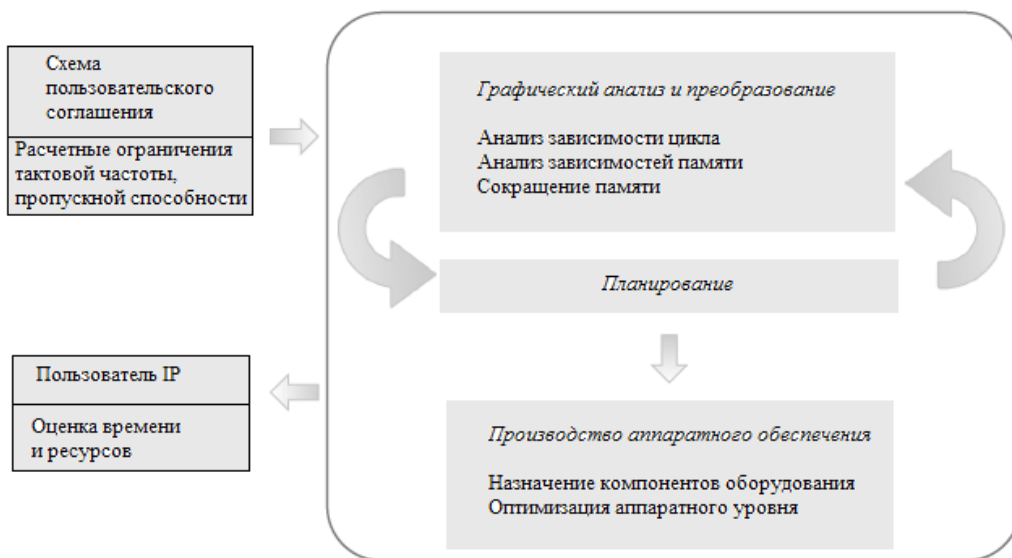 Схема
пользовательского
соглашения
Расчетные ограничения
тактовой частоты,
пропускной способности
Графический анализ и преобразование
Анализ зависимости цикла
Анализ зависимостей памяти
Сокращение памяти
Планирование
Пользователь IP
Оценка времени
и ресурсов
Производство аппаратного обеспечения
Назначение компонентов оборудования
Оптимизация аппаратного уровня